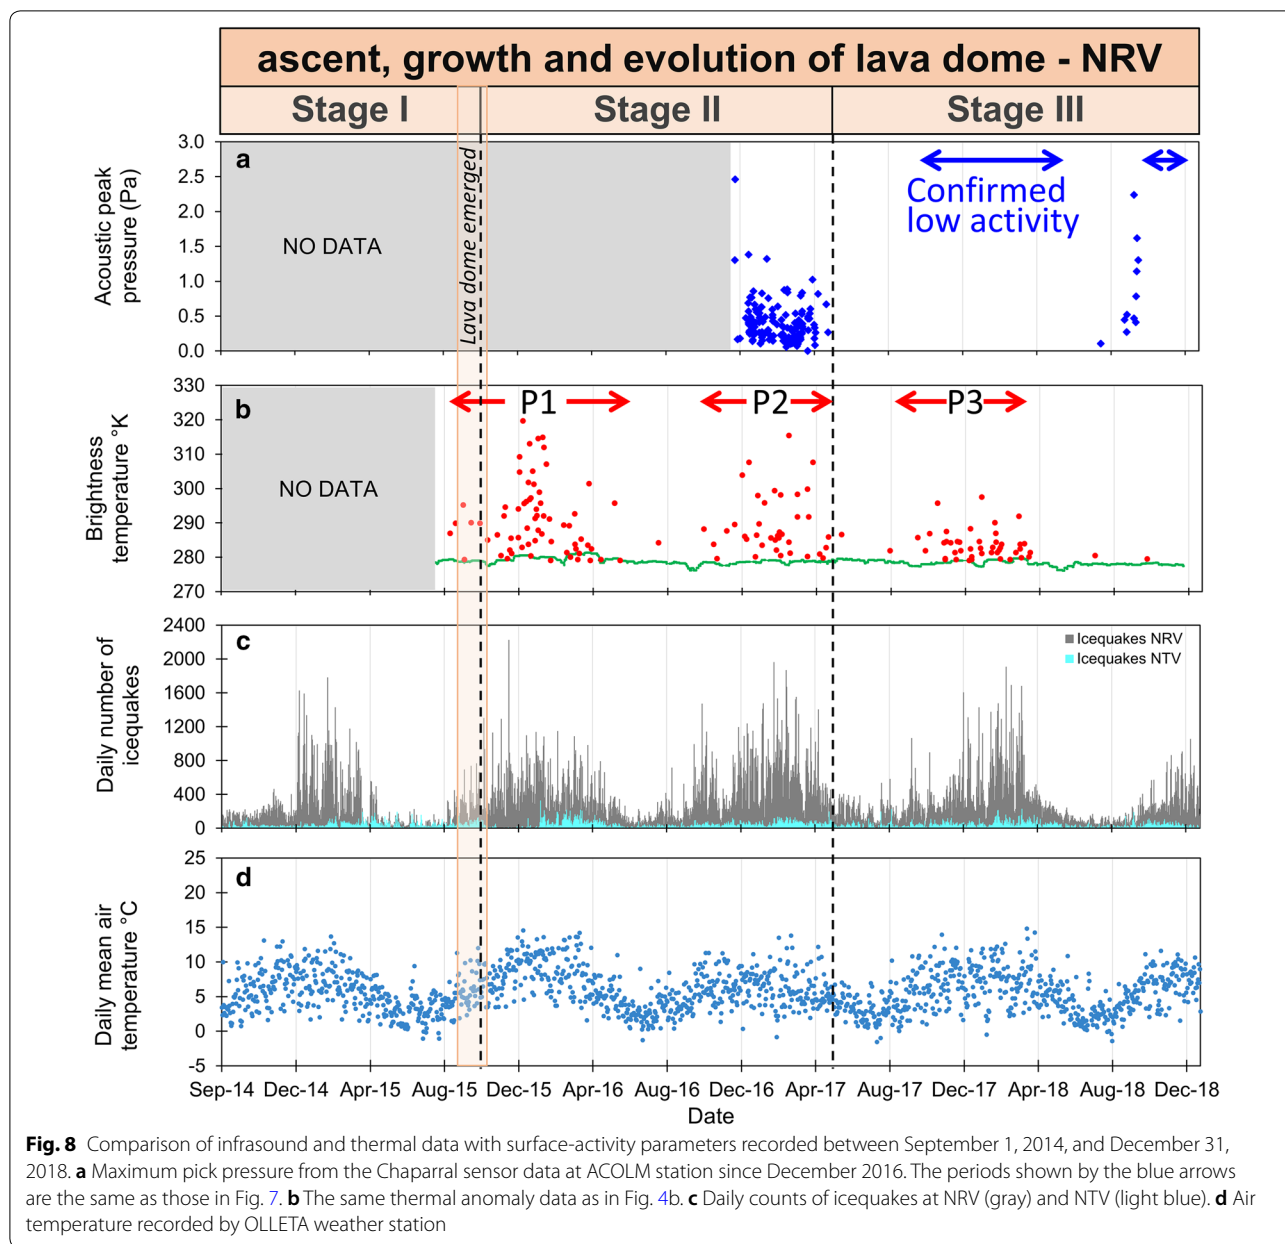 ascent, growth and evolution of lava dome - NRV
Stage I
Stage II
Stage III
a
Acoustic peak
pressure (Pa)
3.0
2.5
2.0
1.5
1.0
0.5
0.0
NO DATA
Lava dome emerged
Confirmed
low activity
b
Brightness
temperature °K
330
320
310
300
290
280
270
NO DATA
P1
P2
P3
c
Daily number of
icequakes
2400
2000
1600
1200
800
400
0
Icequakes NRV
Icequakes NTV
d
Daily mean air
temperature °C
25
20
15
10
5
0
-5
Sep-14 Dec-14 Apr-15 Aug-15 Dec-15 Apr-16 Aug-16 Dec-16 Apr-17 Aug-17 Dec-17 Apr-18 Aug-18 Dec-18
Date
Fig. 8 Comparison of infrasound and thermal data with surface-activity parameters recorded between September 1, 2014, and December 31,
2018. a Maximum pick pressure from the Chaparral sensor data at ACOLM station since December 2016. The periods shown by the blue arrows
are the same as those in Fig. 7. b The same thermal anomaly data as in Fig. 4b. c Daily counts of icequakes at NRV (gray) and NTV (light blue). d Air
temperature recorded by OLLETA weather station